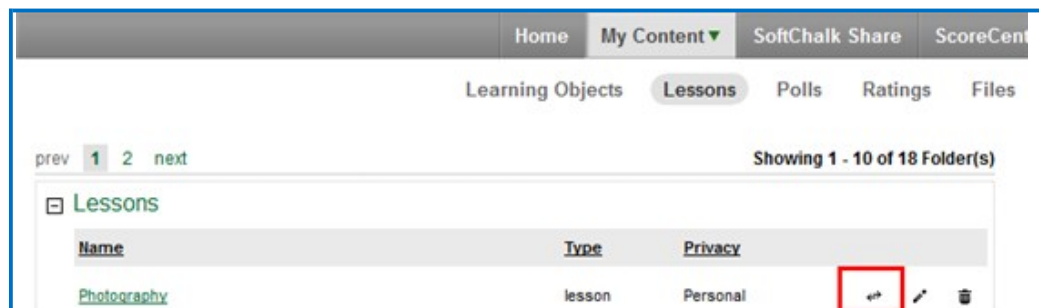 Home My Content▼ SoftChalk Share ScoreCent
Learning Objects Lessons Polls Ratings Files
prev 1 2 next Showing 1 - 10 of 18 Folder(s)
Lessons
Name Type Privacy
Photography lesson Personal